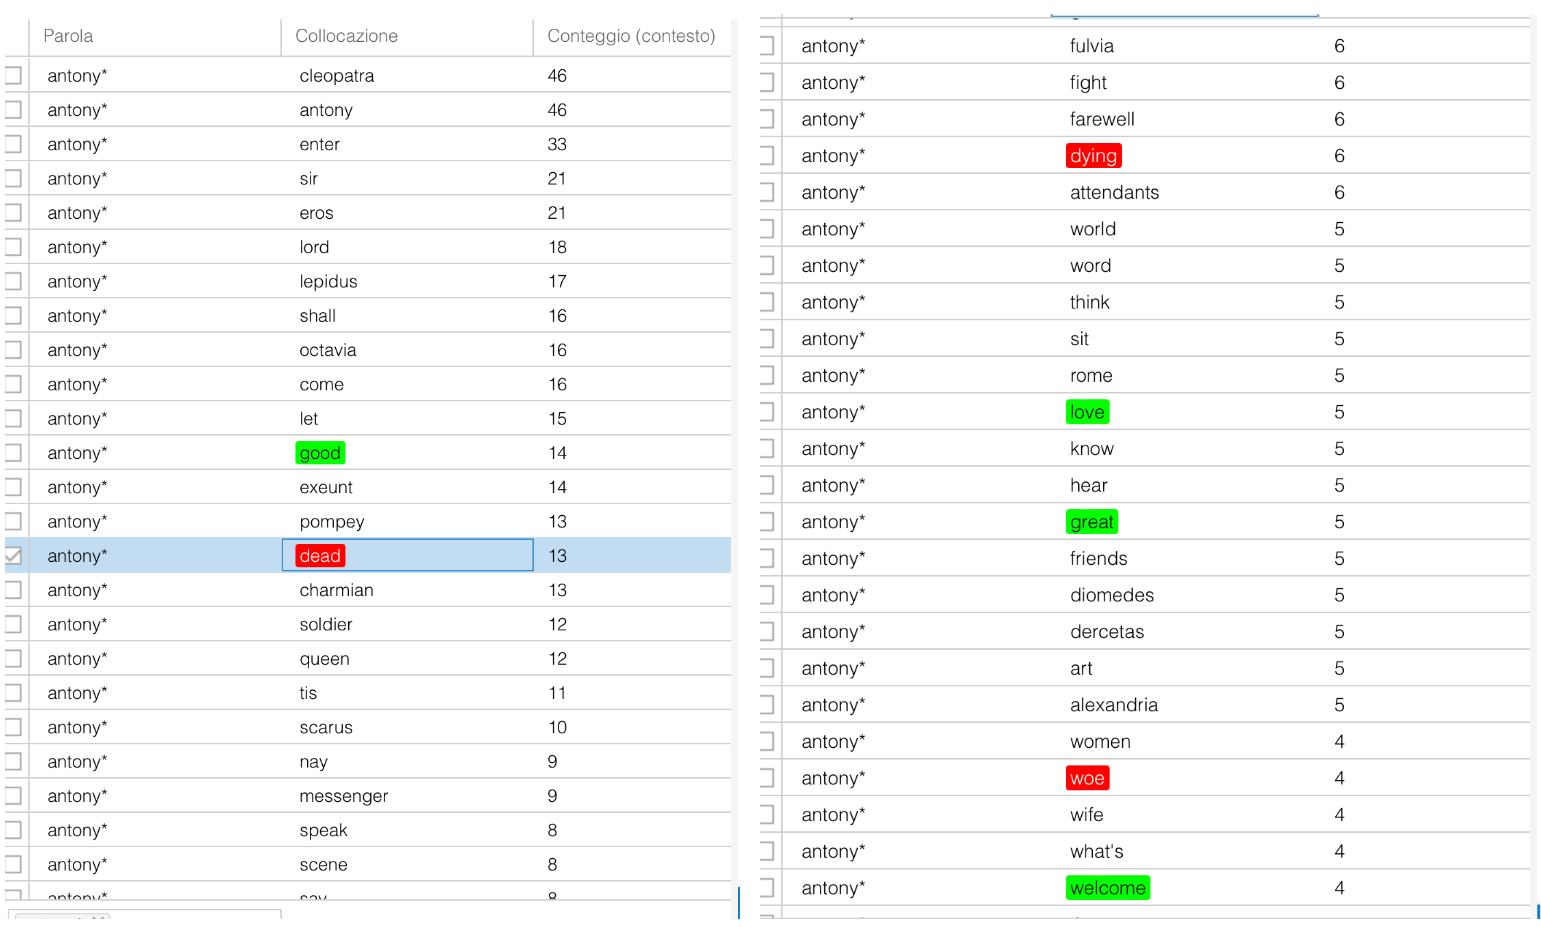 Parola Collocazione Conteggio (contesto)
antony* cleopatra 46
antony* antony 46
antony* enter 33
antony* sir 21
antony* eros 21
antony* lord 18
antony* lepidus 17
antony* shall 16
antony* octavia 16
antony* come 16
antony* let 15
antony* good 14
antony* exeunt 14
antony* pompey 13
antony* dead 13
antony* charmian 13
antony* soldier 12
antony* queen 12
antony* tis 11
antony* scarus 10
antony* nay 9
antony* messenger 9
antony* speak 8
antony* scene 8
antony* say 8
antony* fulvia 6
antony* fight 6
antony* farewell 6
antony* dying 6
antony* attendants 6
antony* world 5
antony* word 5
antony* think 5
antony* sit 5
antony* rome 5
antony* love 5
antony* know 5
antony* hear 5
antony* great 5
antony* friends 5
antony* diomedes 5
antony* dercetas 5
antony* art 5
antony* alexandria 5
antony* women 4
antony* woe 4
antony* wife 4
antony* what's 4
antony* welcome 4